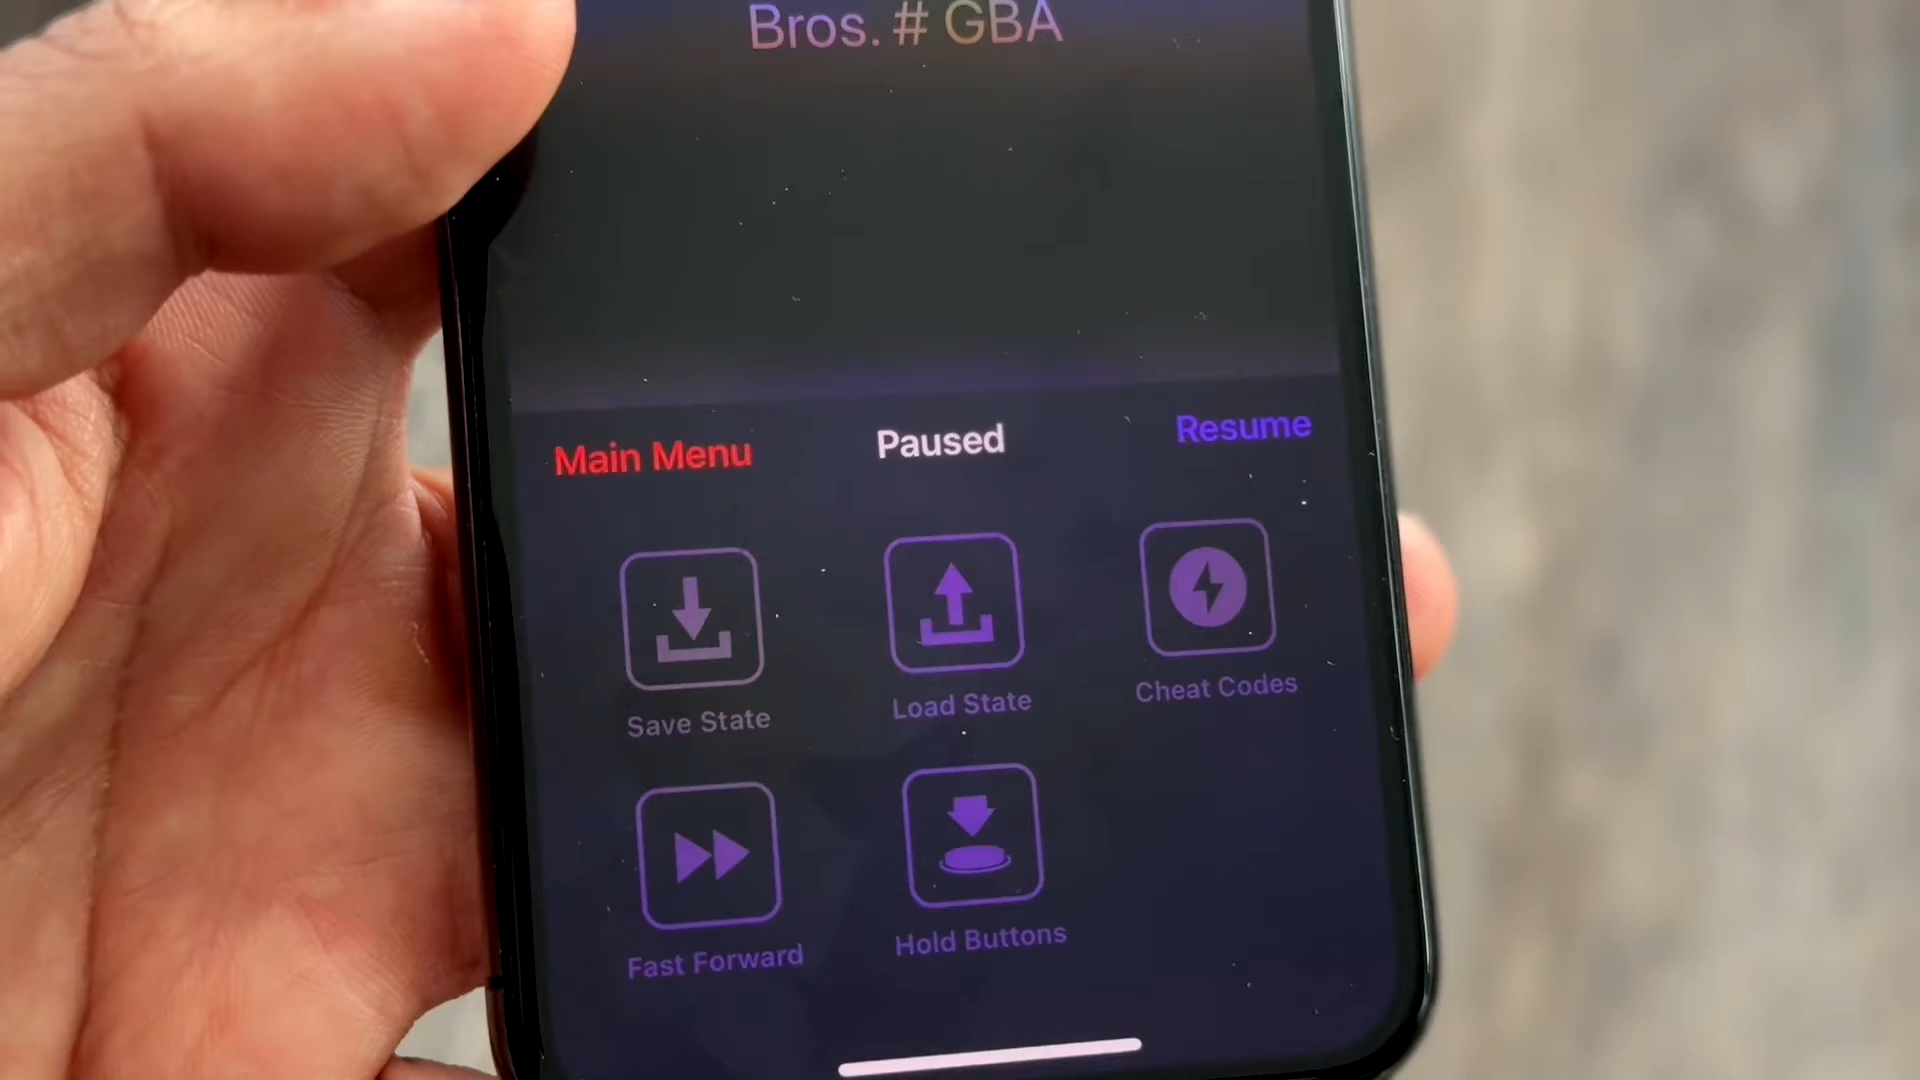 Bros. # GBA
Main Menu
Paused
Resume
Save State
Load State
Cheat Codes
Fast Forward
Hold Buttons